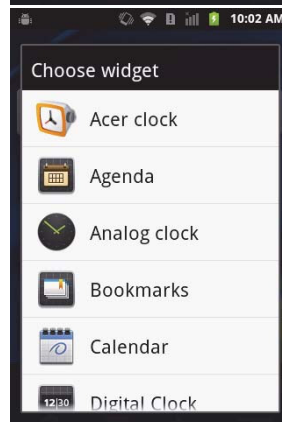 10:02 AM
Choose widget
Acer clock
Agenda
Analog clock
Bookmarks
Calendar
12|30 Digital Clock